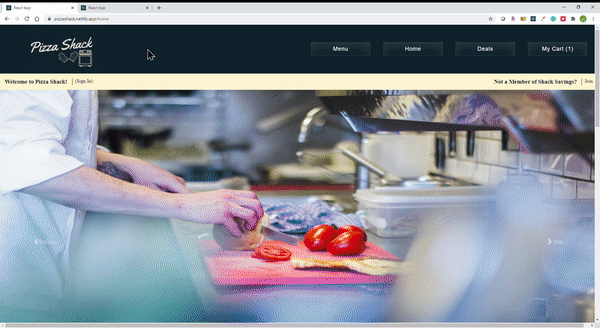 React App
React App
pizzashack.netlify.app/home
Pizza Shack
Menu
Home
Deals
My Cart (1)
Welcome to Pizza Shack!
(Sign In)
Not a Member of Shack Savings?
Join